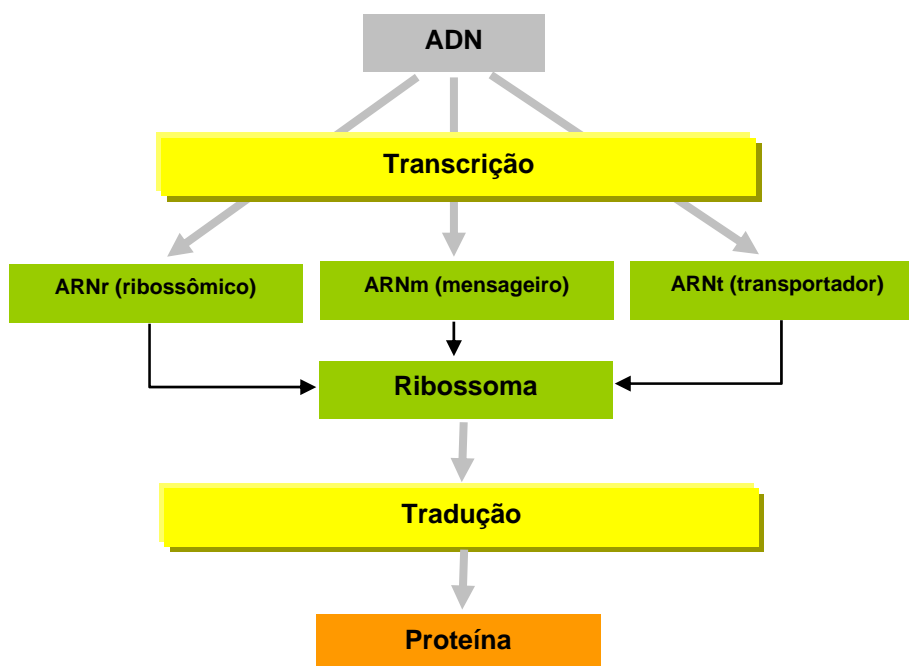 ADN
Transcrição
ARNr (ribossômico)
ARNm (mensageiro)
ARNt (transportador)
Ribossoma
Tradução
Proteína